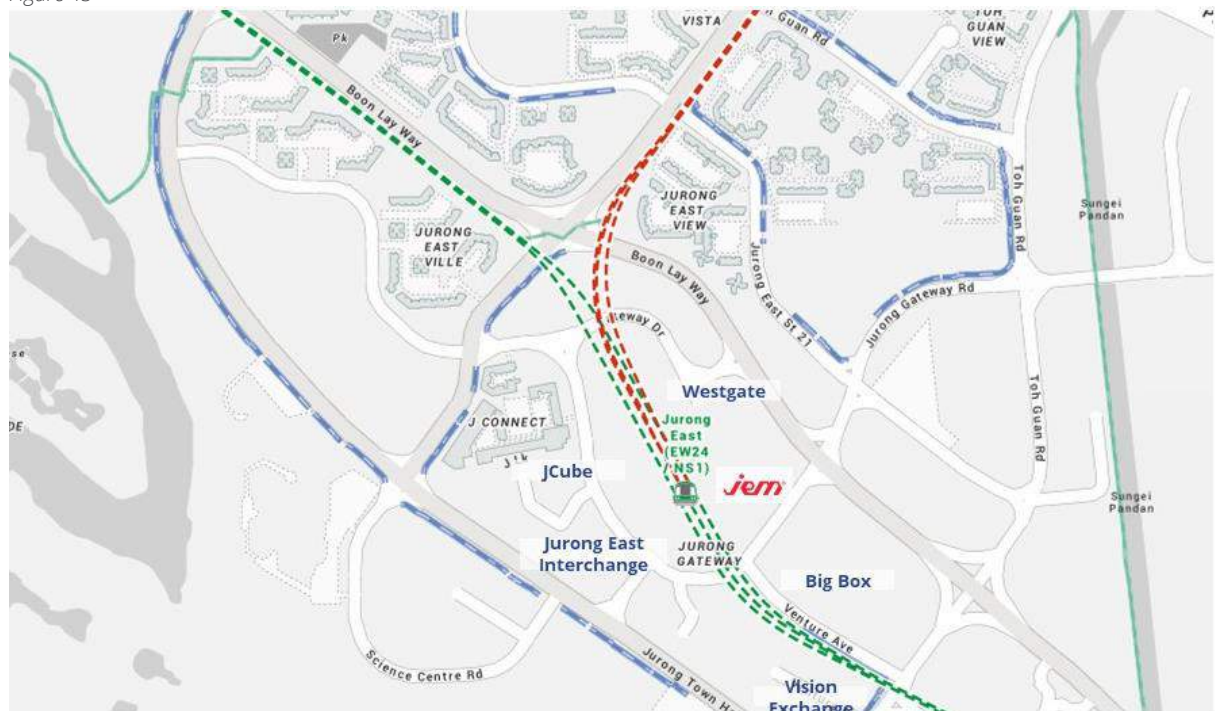 Pk
VISTA
Toh Guan Rd
TOH
GUAN
VIEW
Boon Lay Way
JURONG
EAST
VILLE
JURONG
EAST
VIEW
Boon Lay Way
Toh Guan Rd
Sungei
Pandan
Jurong East St 21
Jurong Gateway Rd
Westgate
Toh Guan Rd
J CONNECT
Jurong
East
(EW24
/ NS1)
JCube
jem
Sungei
Pandan
Jurong East
Interchange
JURONG
GATEWAY
Big Box
Venture Ave
Science Centre Rd
Jurong Town
Vision
Exchange